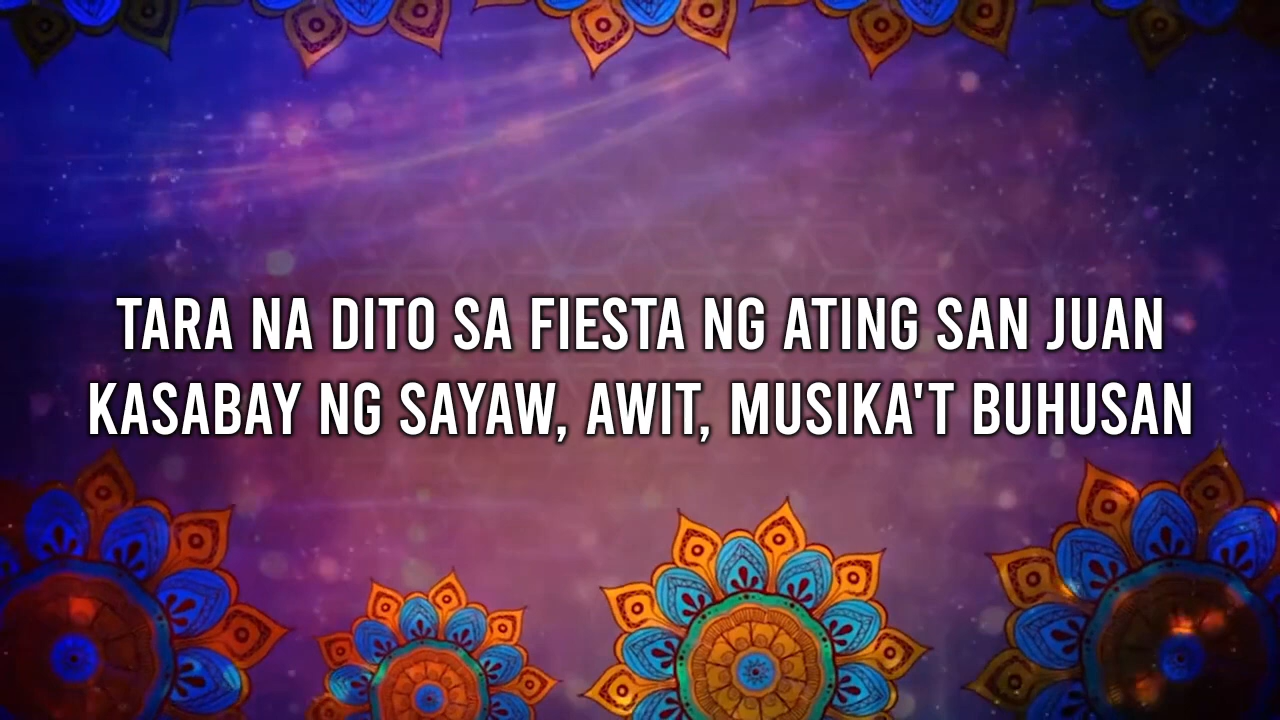 TARA NA DITO SA FIESTA NG ATING SAN JUAN
KASABAY NG SAYAW, AWIT, MUSIKA'T BUHUSAN